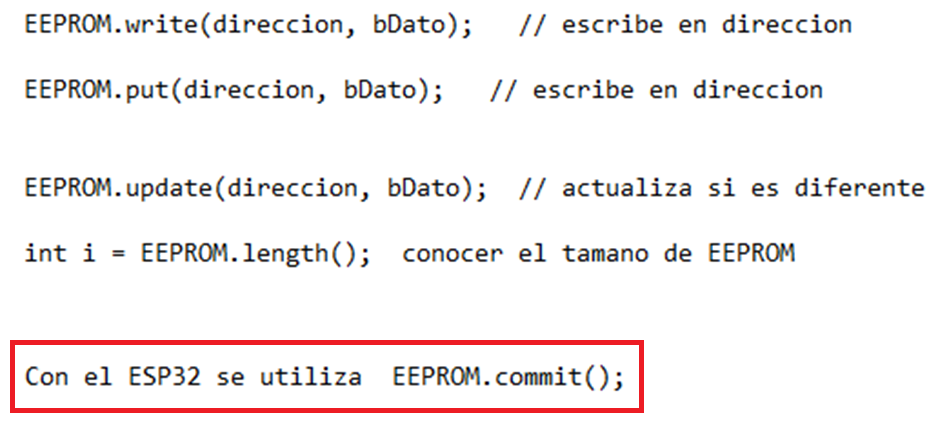 EEPROM.write(direccion, bDato);   // escribe en direccion
EEPROM.put(direccion, bDato);   // escribe en direccion
EEPROM.update(direccion, bDato);  // actualiza si es diferente
int i = EEPROM.length();  conocer el tamano de EEPROM
Con el ESP32 se utiliza  EEPROM.commit();